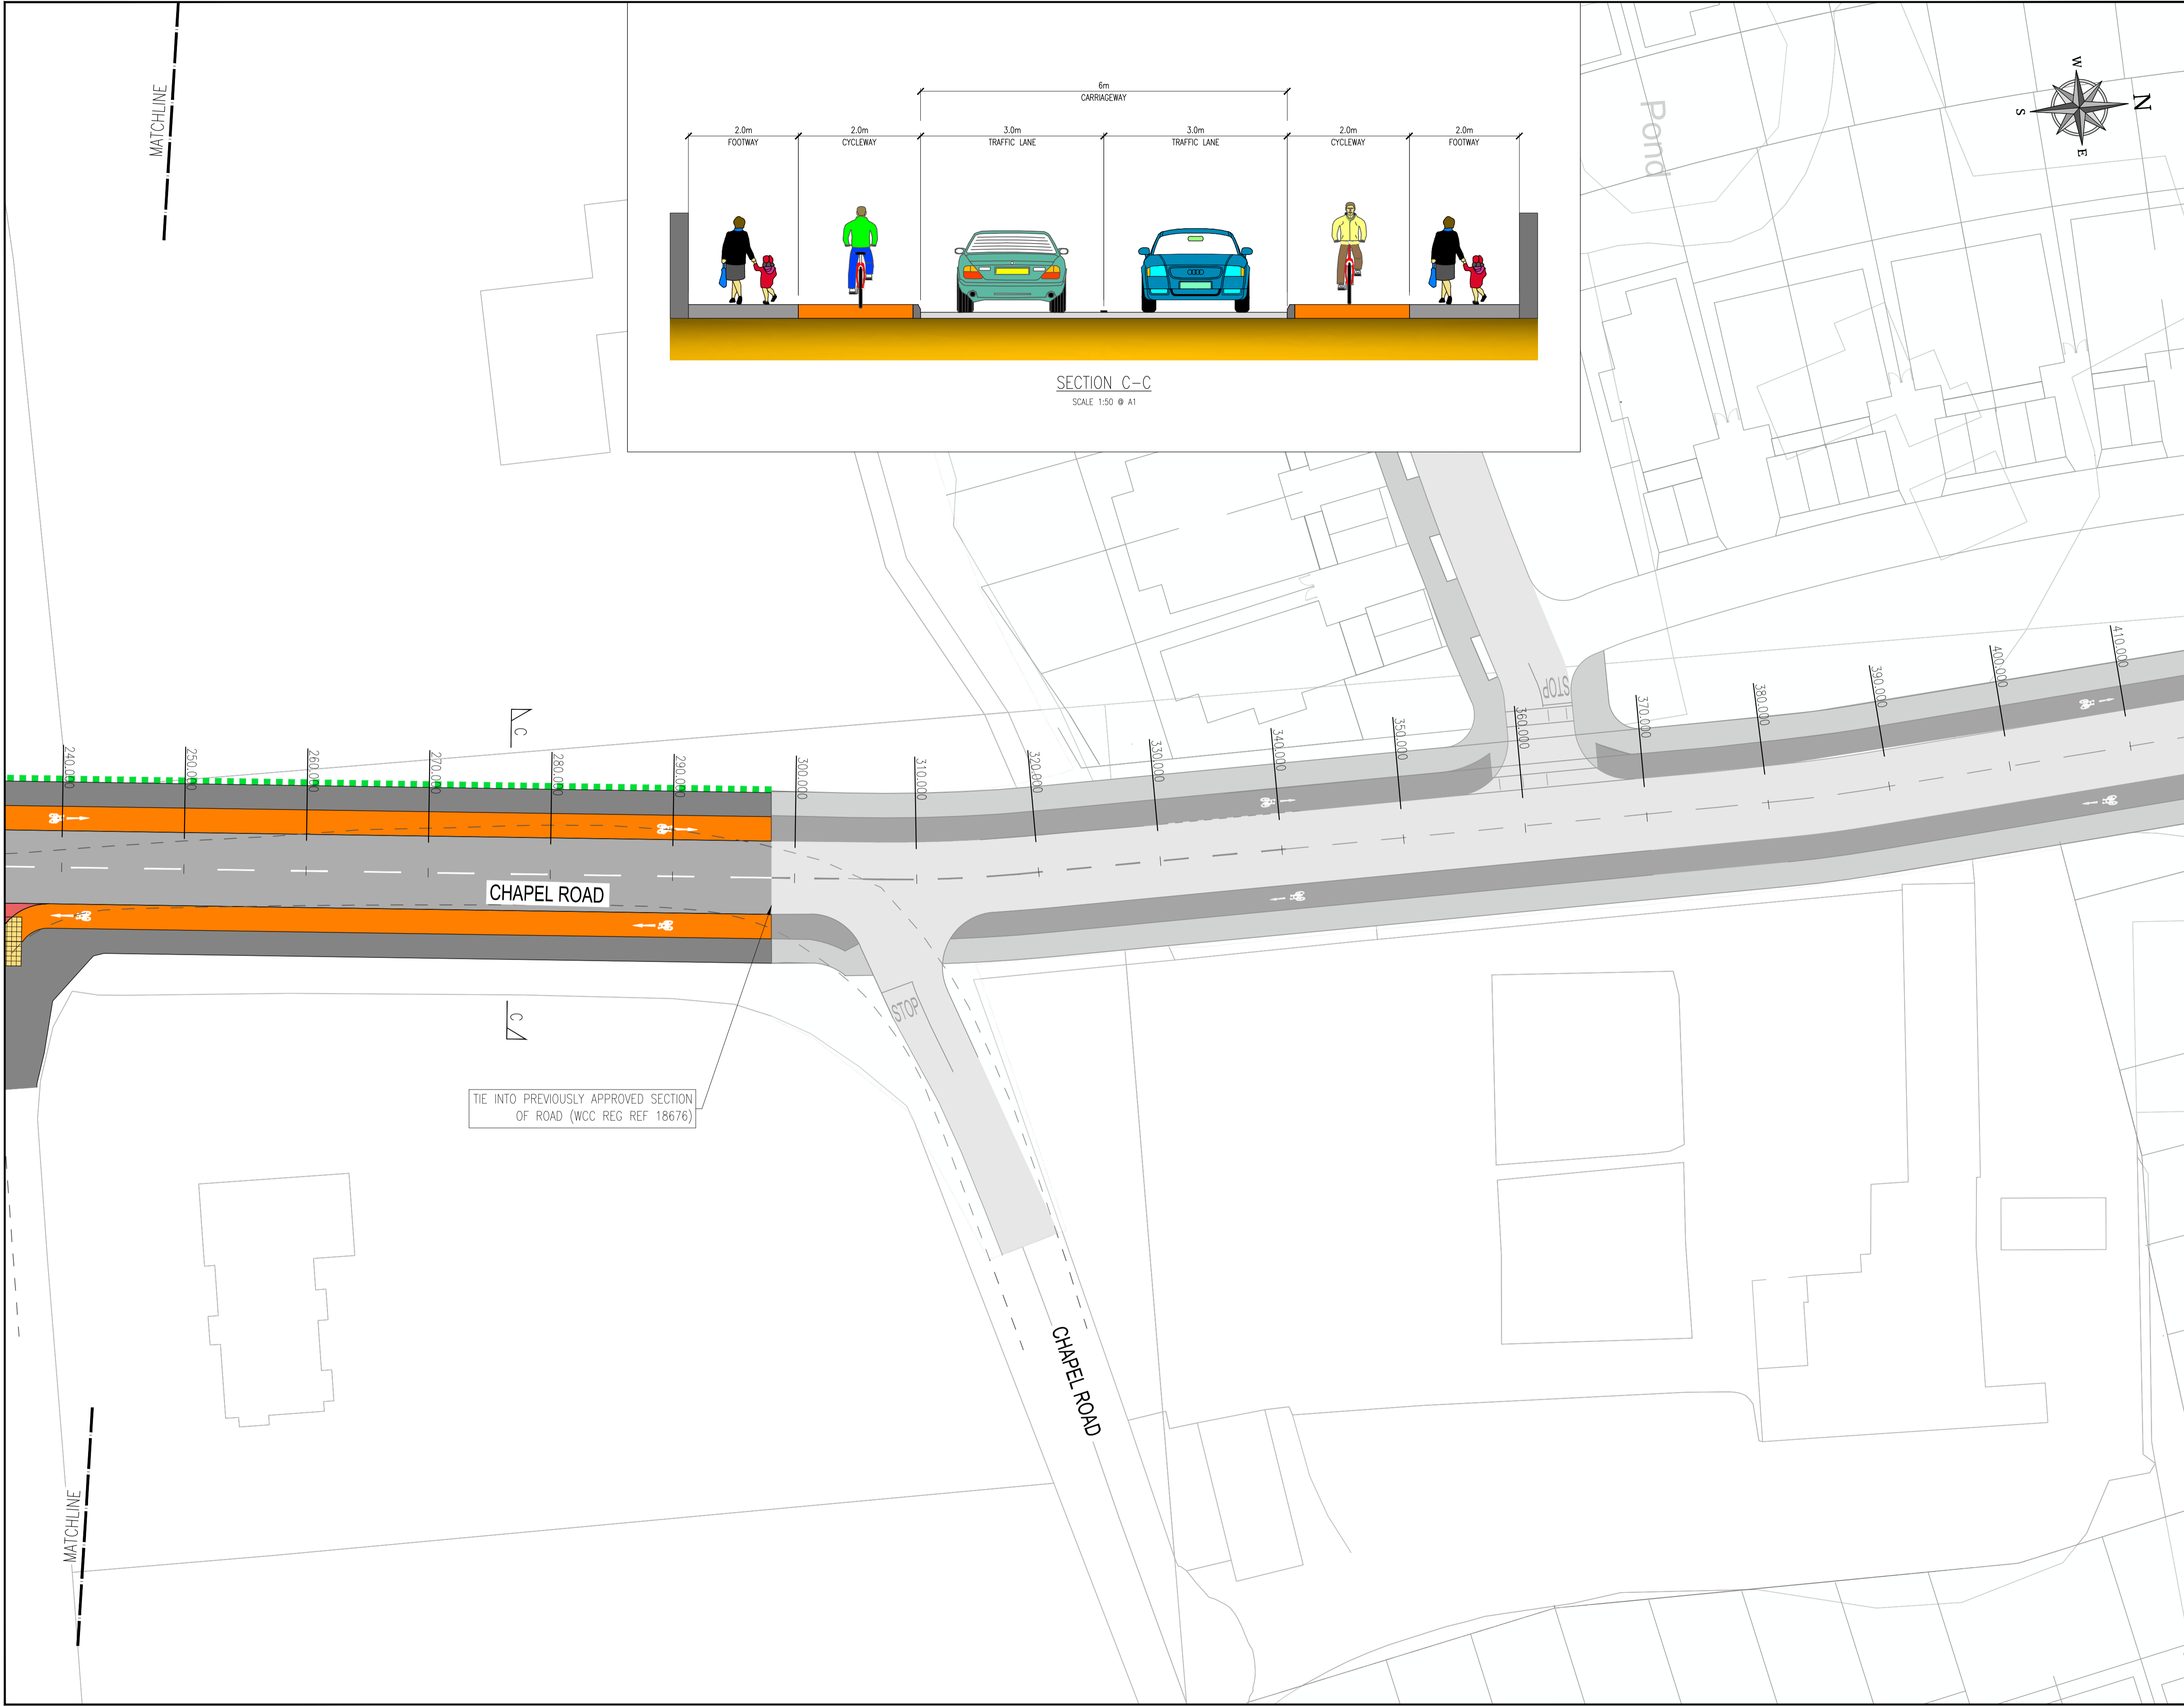 MATCHLINE
6m
CARRIAGEWAY
2.0m
FOOTWAY
2.0m
CYCLEWAY
3.0m
TRAFFIC LANE
3.0m
TRAFFIC LANE
2.0m
CYCLEWAY
2.0m
FOOTWAY
SECTION C-C
SCALE 1:50 @ A1
Pond
W
N
S
E
STOP
C
240.000
250.000
260.000
270.000
280.000
290.000
300.000
310.000
320.000
330.000
340.000
350.000
360.000
370.000
380.000
390.000
400.000
410.000
CHAPEL ROAD
C
STOP
TIE INTO PREVIOUSLY APPROVED SECTION
OF ROAD (WCC REG REF 18676)
CHAPEL ROAD
MATCHLINE